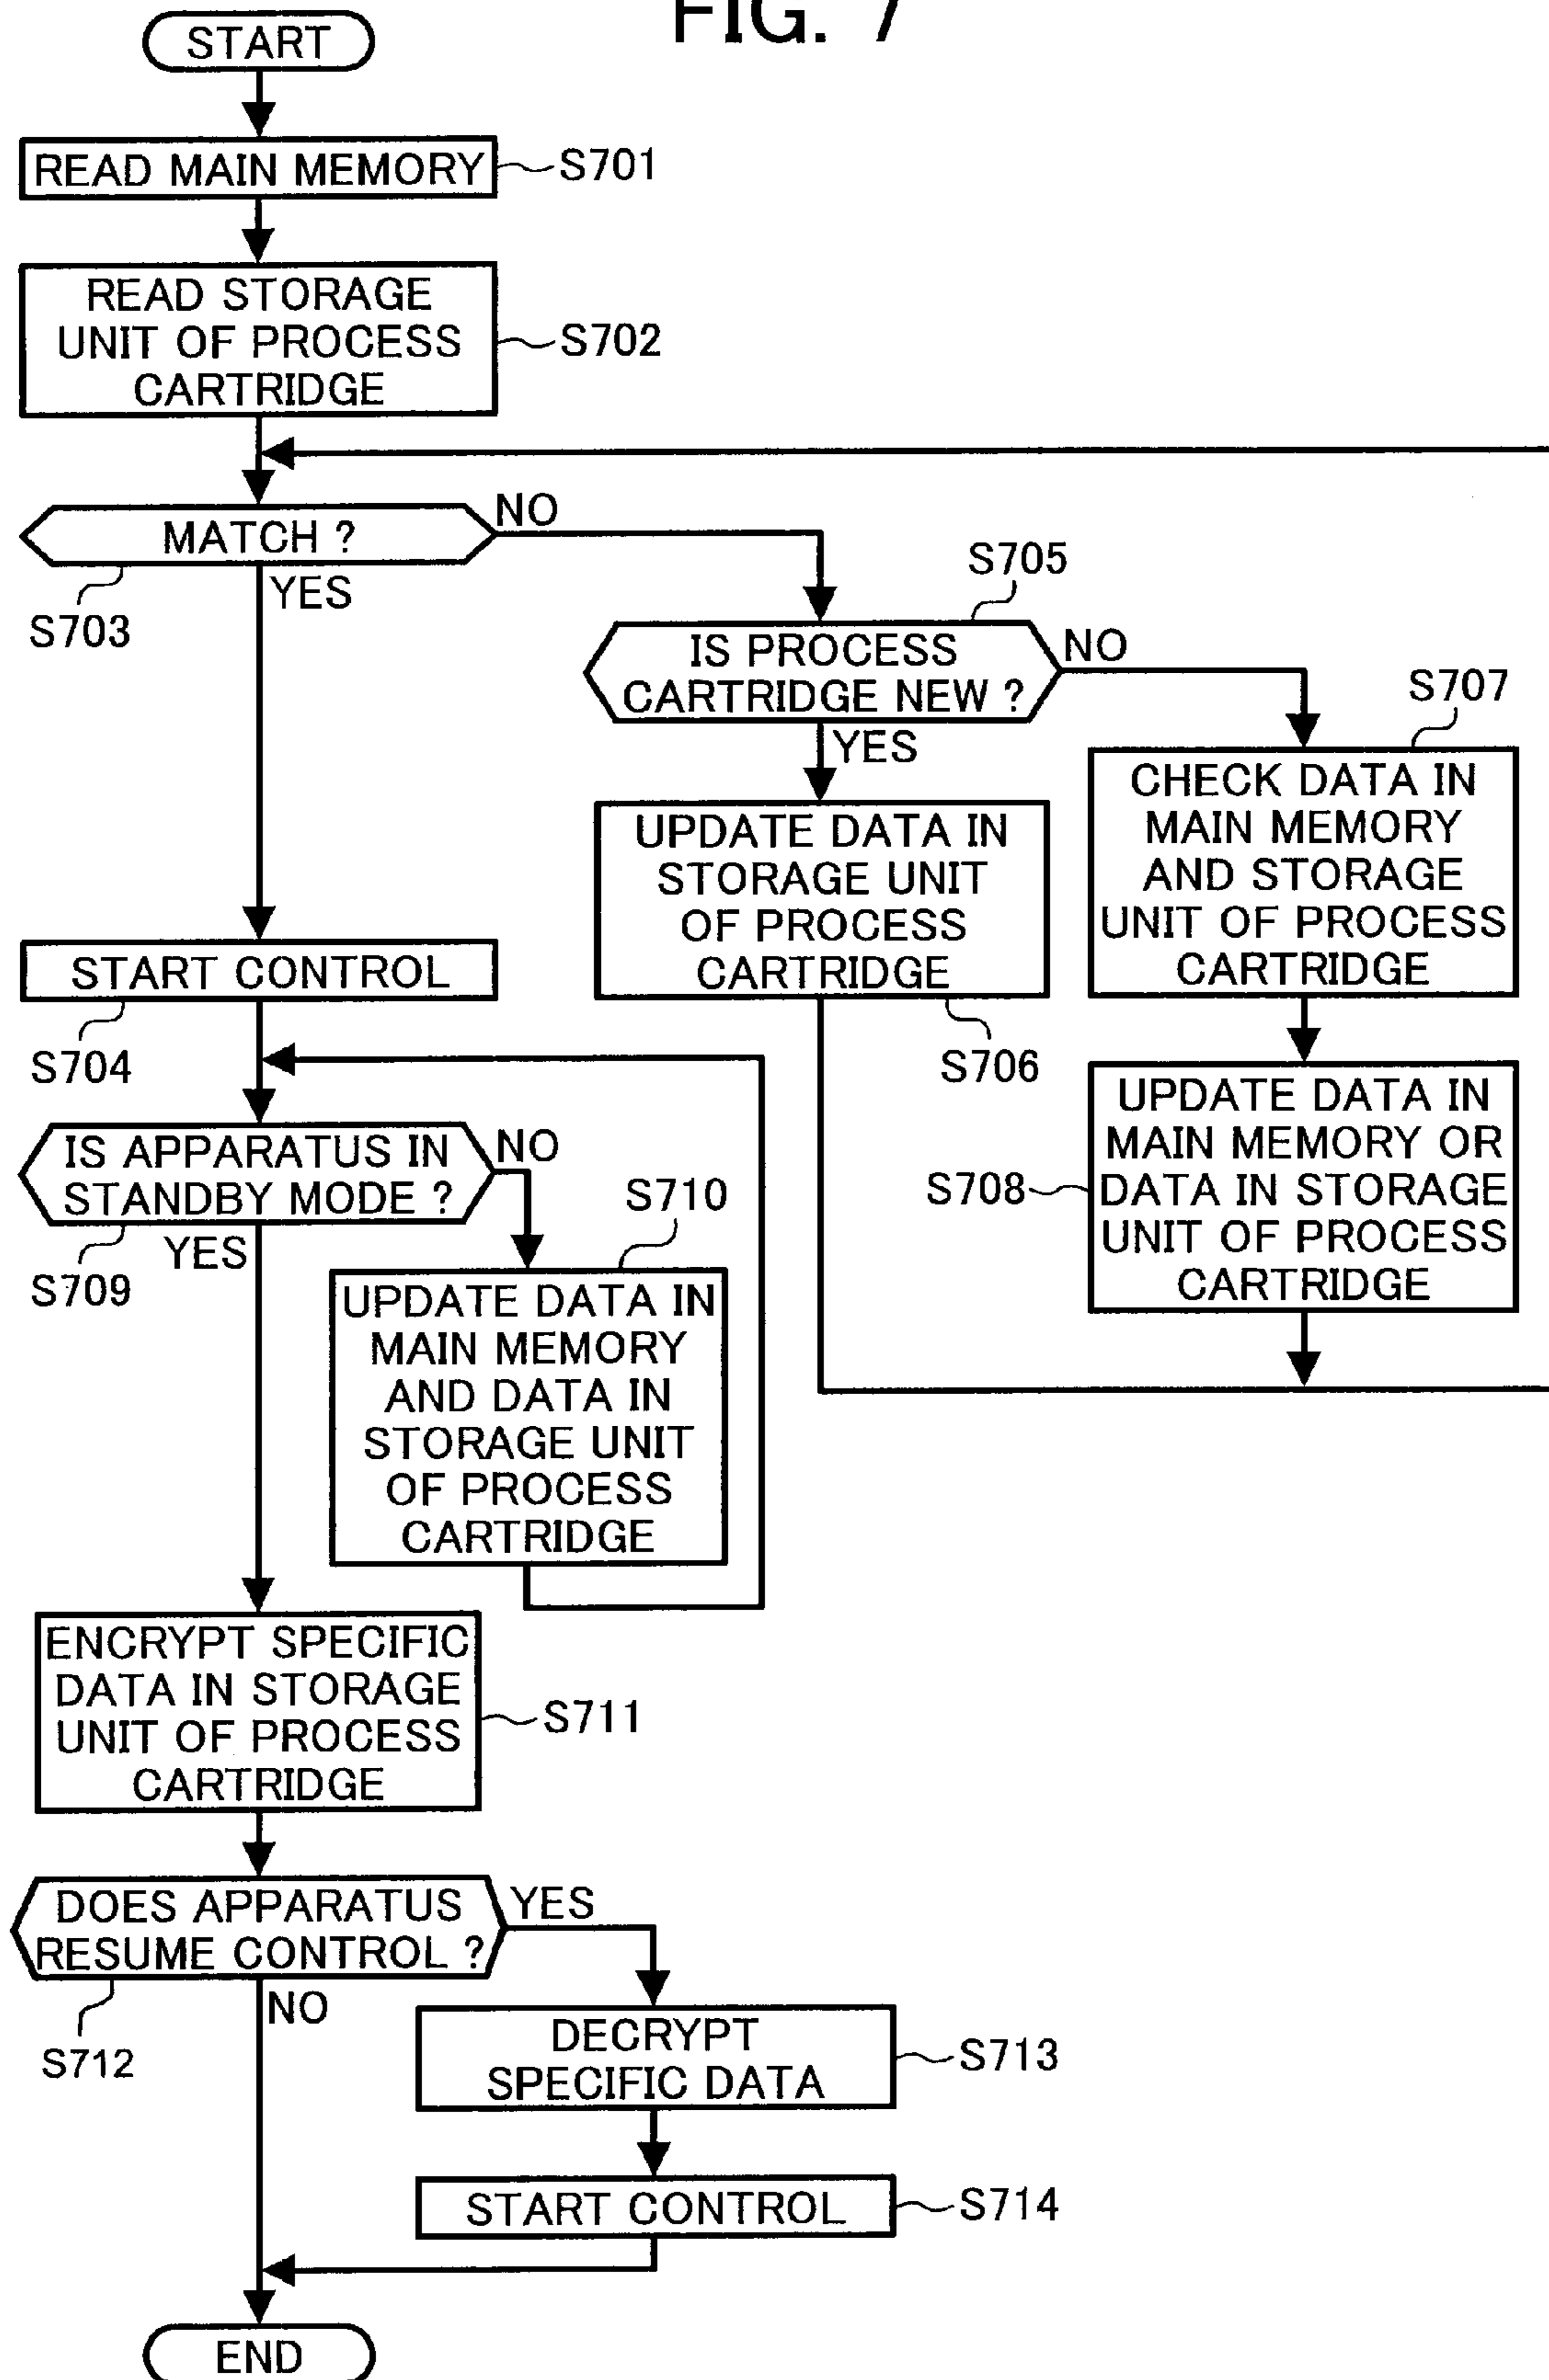 FIG. 7
START
READ MAIN MEMORY
S701
READ STORAGE
UNIT OF PROCESS
CARTRIDGE
S702
MATCH ?
NO
YES
S703
S705
IS PROCESS
CARTRIDGE NEW ?
NO
YES
S707
CHECK DATA IN
MAIN MEMORY
AND STORAGE
UNIT OF PROCESS
CARTRIDGE
UPDATE DATA IN
STORAGE UNIT
OF PROCESS
CARTRIDGE
S706
START CONTROL
S704
UPDATE DATA IN
MAIN MEMORY OR
DATA IN STORAGE
UNIT OF PROCESS
CARTRIDGE
S708
IS APPARATUS IN
STANDBY MODE ?
NO
YES
S709
S710
UPDATE DATA IN
MAIN MEMORY
AND DATA IN
STORAGE UNIT
OF PROCESS
CARTRIDGE
ENCRYPT SPECIFIC
DATA IN STORAGE
UNIT OF PROCESS
CARTRIDGE
S711
DOES APPARATUS
RESUME CONTROL ?
YES
NO
S712
DECRYPT
SPECIFIC DATA
S713
START CONTROL
S714
END